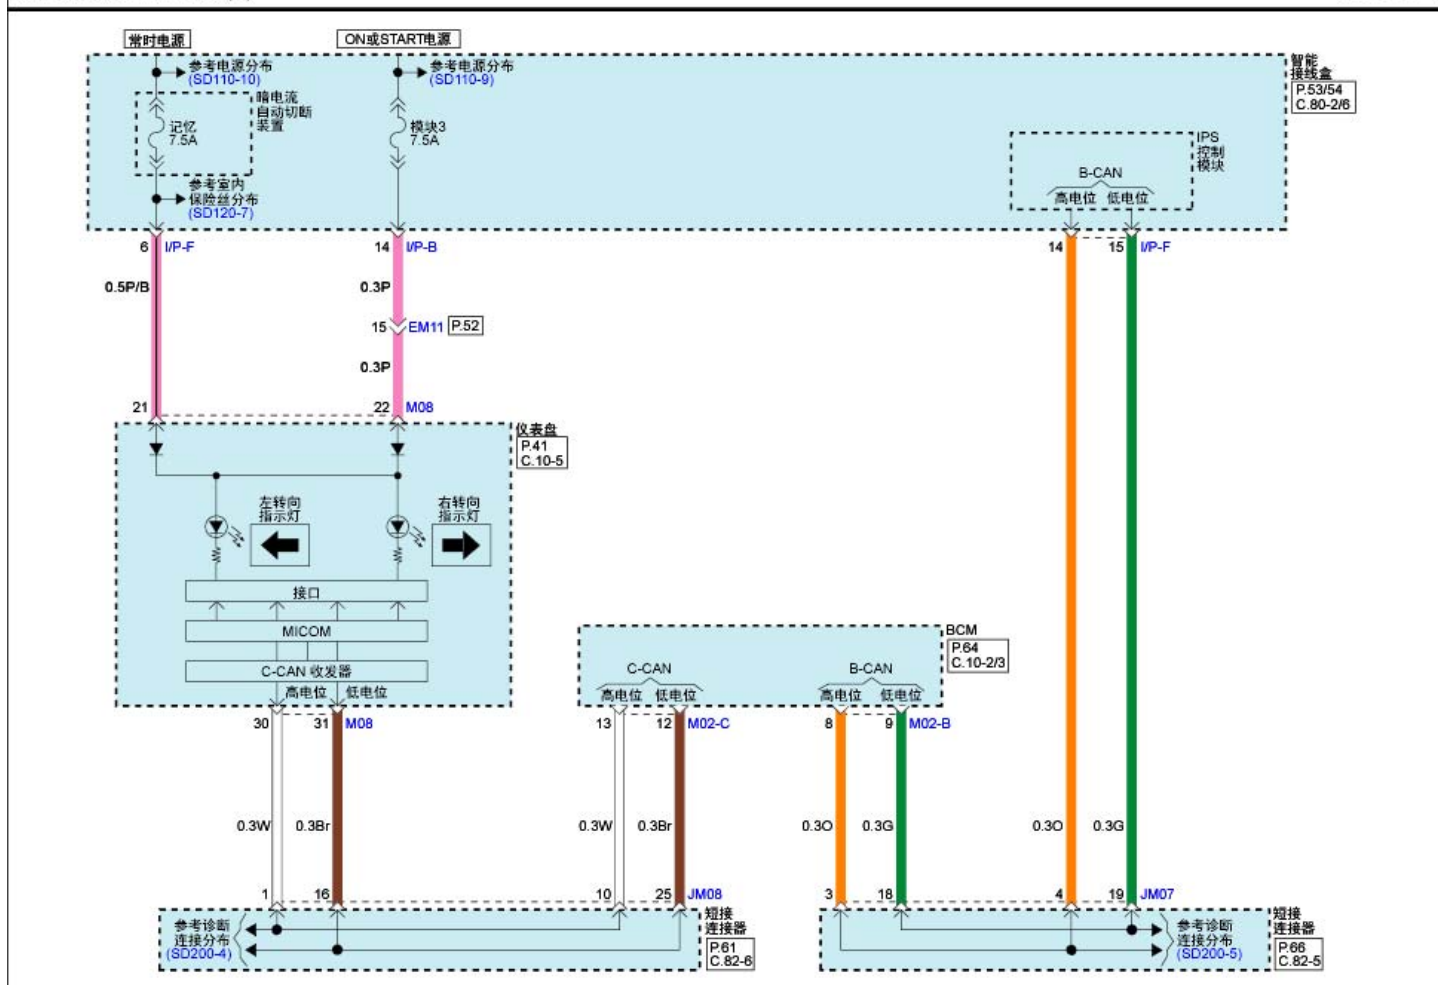 常时电源
ON或START电源
参考电源分布
(SD110-10)
参考电源分布
(SD110-9)
智能
接线盒
P.53/54
C.80-2/6
暗电流
自动切断
装置
记忆
7.5A
模块3
7.5A
IPS
控制
模块
B-CAN
高电位 低电位
参考室内
保险丝分布
(SD120-7)
6 I/P-F
14 I/P-B
14 15 I/P-F
0.5P/B
0.3P
15 EM11 P.52
0.3P
21 22 M08
仪表盘
P.41
C.10-5
左转向
指示灯
右转向
指示灯
接口
MICOM
C-CAN 收发器
高电位 低电位
BCM
P.64
C.10-2/3
C-CAN
高电位 低电位
B-CAN
高电位 低电位
30 31 M08
13 12 M02-C
8 9 M02-B
0.3W 0.3Br 0.3W 0.3Br 0.3O 0.3G 0.3O 0.3G
1 16 10 25 JM08
3 18 4 19 JM07
参考诊断
连接分布
(SD200-4)
短接
连接器
P.61
C.82-6
参考诊断
连接分布
(SD200-5)
短接
连接器
P.66
C.82-5